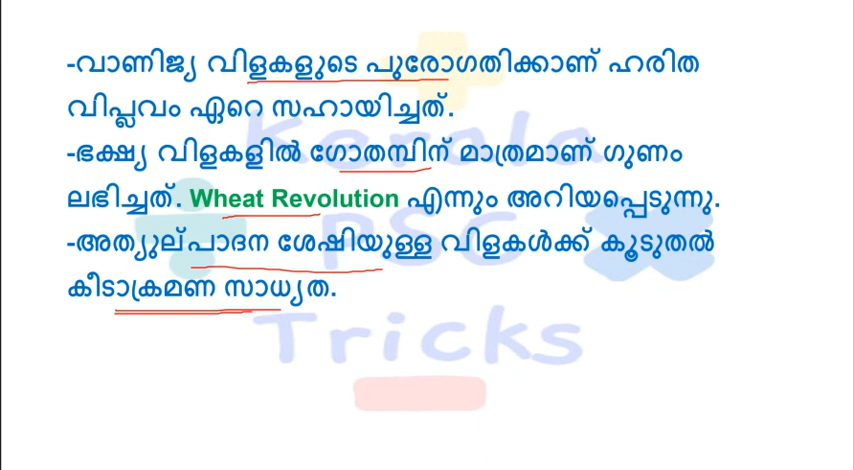 -വാണിജ്യ വിളകളുടെ പുരോഗതിക്കാണ് ഹരിത
വിപ്ലവം ഏറെ സഹായിച്ചത്.
-ഭക്ഷ്യ വിളകളിൽ ഗോതമ്പിന് മാത്രമാണ് ഗുണം
ലഭിച്ചത്. Wheat Revolution എന്നും അറിയപ്പെടുന്നു.
-അത്യുല്പാദന ശേഷിയുള്ള വിളകൾക്ക് കൂടുതൽ
കീടാക്രമണ സാധ്യത.
Kerala
PSC
Tricks